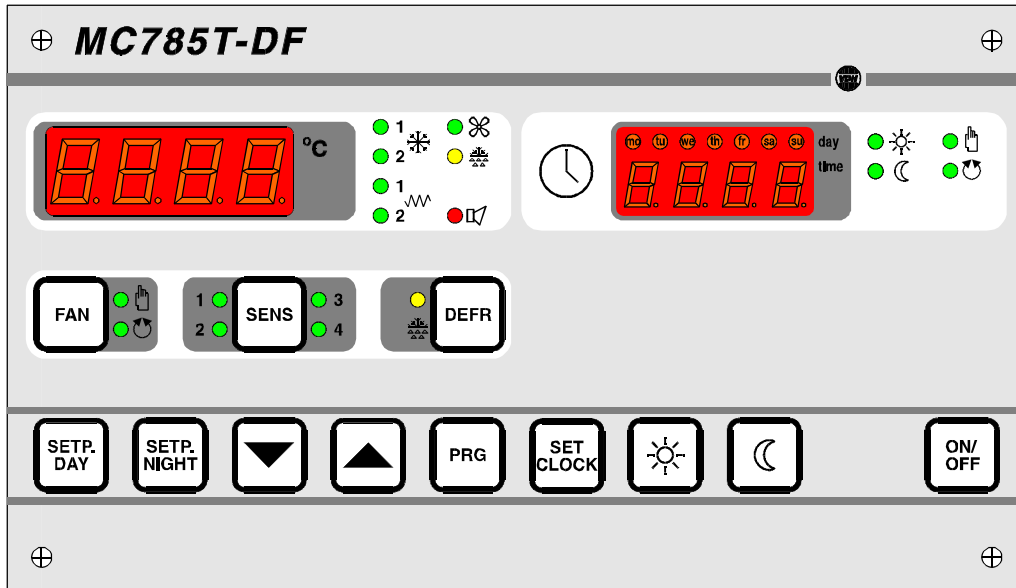 MC785T-DF
VDH
°C
1
2
1
2
mo tu we th fr sa su
day
time
FAN
1
2
SENS
3
4
DEFR
SETP. DAY
SETP. NIGHT
PRG
SET CLOCK
ON/ OFF